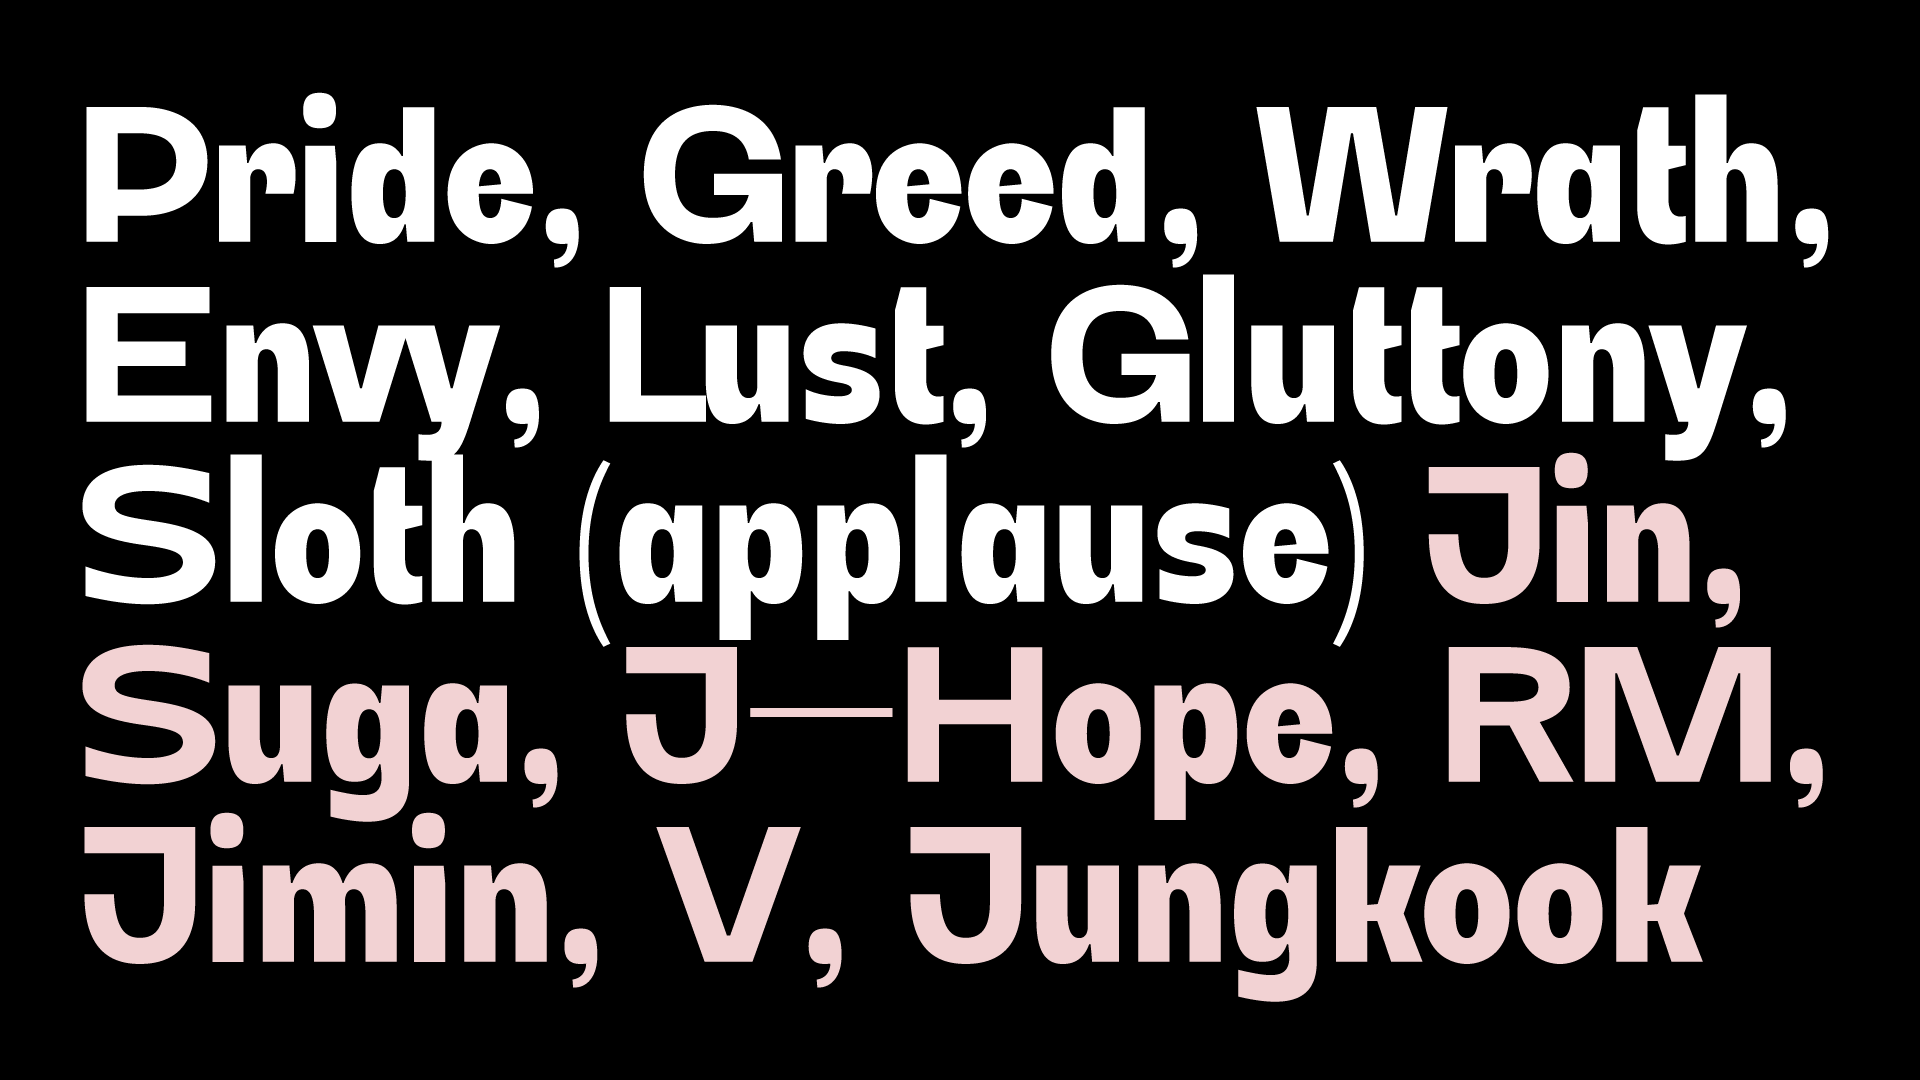 Pride, Greed, Wrath,
Envy, Lust, Gluttony,
Sloth (applause) Jin,
Suga, J—Hope, RM,
Jimin, V, Jungkook